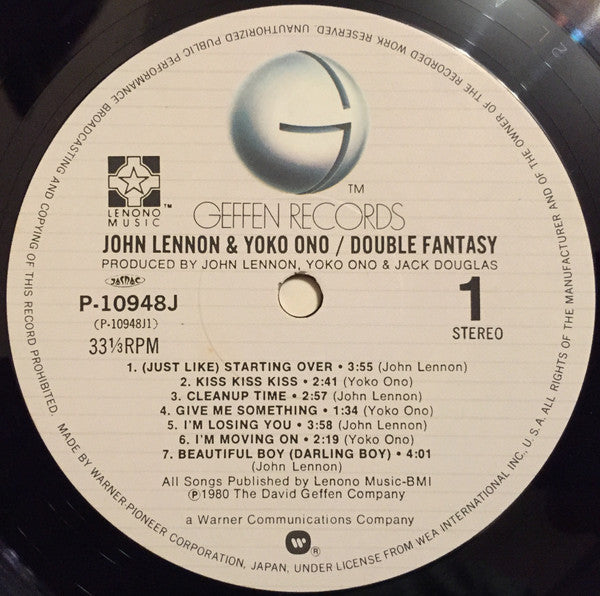 ALL RIGHTS OF THE MANUFACTURER AND OF THE OWNER OF THE RECORDED WORK RESERVED. UNAUTHORIZED PUBLIC PERFORMANCE BROADCASTING AND COPYING OF THIS RECORD PROHIBITED.
G
TM
LENONO
MUSIC
TM
GEFFEN RECORDS
JOHN LENNON & YOKO ONO / DOUBLE FANTASY
PRODUCED BY JOHN LENNON, YOKO ONO & JACK DOUGLAS
JASRAC
P-10948J
(P-10948J1)
33⅓RPM
1
STEREO
1. (JUST LIKE) STARTING OVER • 3:55 (John Lennon)
2. KISS KISS KISS • 2:41 (Yoko Ono)
3. CLEANUP TIME • 2:57 (John Lennon)
4. GIVE ME SOMETHING • 1:34 (Yoko Ono)
5. I'M LOSING YOU • 3:58 (John Lennon)
6. I'M MOVING ON • 2:19 (Yoko Ono)
7. BEAUTIFUL BOY (DARLING BOY) • 4:01
(John Lennon)
All Songs Published by Lenono Music-BMI
℗1980 The David Geffen Company
a Warner Communications Company
W ®
MADE BY WARNER-PIONEER CORPORATION, JAPAN, UNDER LICENSE FROM WEA INTERNATIONAL INC., U.S.A.